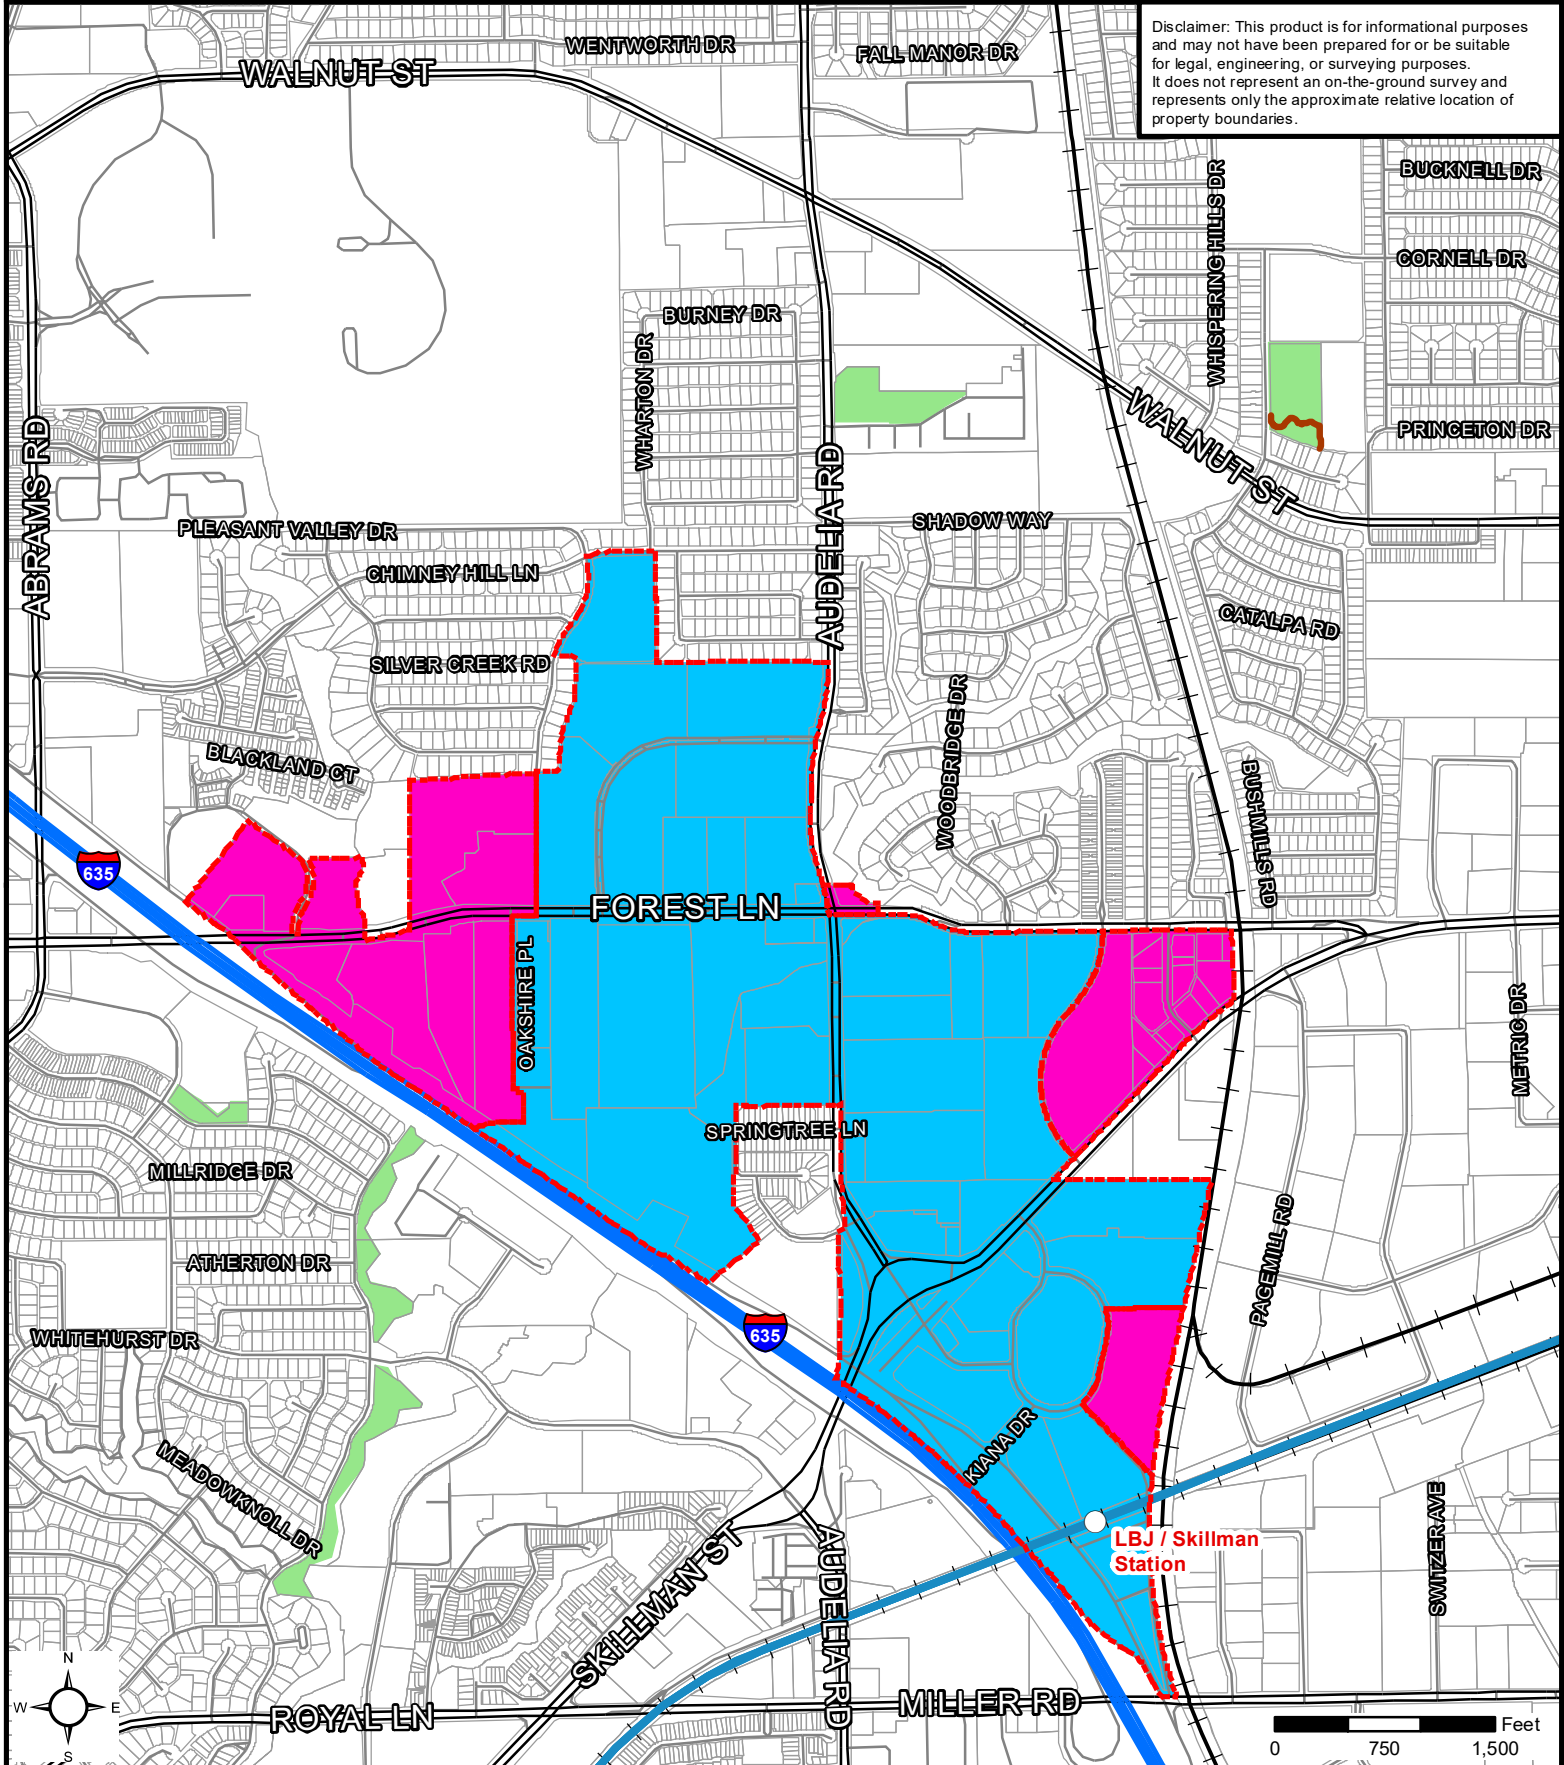 Disclaimer: This product is for informational purposes
and may not have been prepared for or be suitable
for legal, engineering, or surveying purposes.
It does not represent an on-the-ground survey and
represents only the approximate relative location of
property boundaries.
WENTWORTH DR
FALL MANOR DR
WALNUT ST
BUCKNELL DR
WHISPERING HILLS DR
CORNELL DR
BURNEY DR
WHARTON DR
WALNUT ST
PRINCETON DR
ABRAMS RD
AUDELIA RD
PLEASANT VALLEY DR
SHADOW WAY
CHIMNEY HILL LN
CATALPA RD
SILVER CREEK RD
WOODBRIDGE DR
BLACKLAND CT
BUSHMILLS RD
635
FOREST LN
OAKSHIRE PL
METRIC DR
SPRINGTREE LN
MILLRIDGE DR
PAGEMILL RD
ATHERTON DR
WHITEHURST DR
635
KIANA DR
MEADOWKNOLL DR
LBJ / Skillman
Station
SWITZER AVE
SKILLMAN ST
AUDELIA RD
N
W
E
S
ROYAL LN
MILLER RD
Feet
0
750
1,500